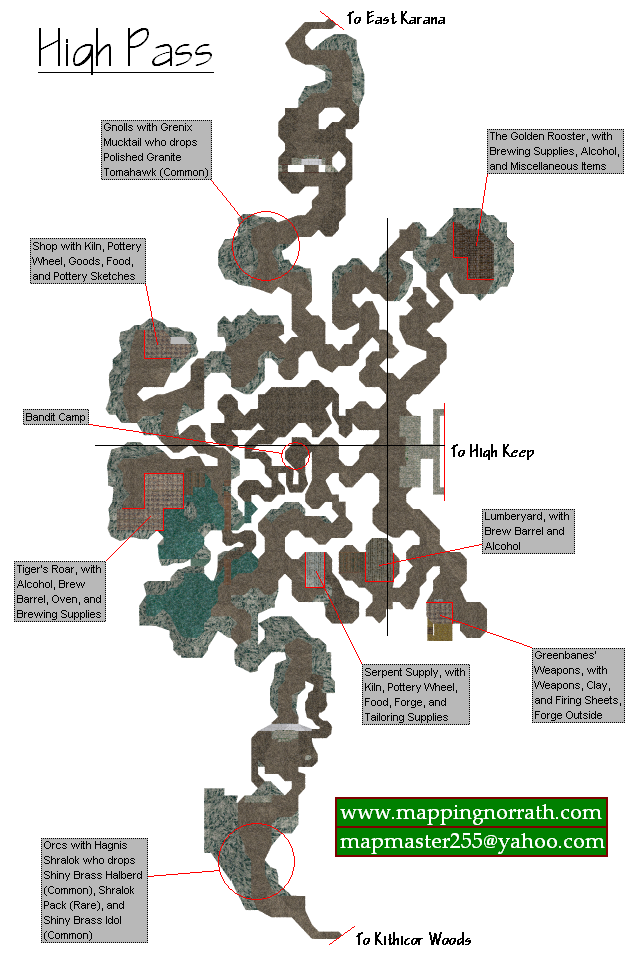 To East Karana
High Pass
Gnolls with Grenix
Mucktail who drops
Polished Granite
Tomahawk (Common)
The Golden Rooster, with
Brewing Supplies, Alcohol,
and Miscellaneous Items
Shop with Kiln, Pottery
Wheel, Goods, Food,
and Pottery Sketches
Bandit Camp
To High Keep
Lumberyard, with
Brew Barrel and
Alcohol
Tiger's Roar, with
Alcohol, Brew
Barrel, Oven, and
Brewing Supplies
Serpent Supply, with
Kiln, Pottery Wheel,
Food, Forge, and
Tailoring Supplies
Greenbanes'
Weapons, with
Weapons, Clay,
and Firing Sheets,
Forge Outside
www.mappingnorrath.com
mapmaster255@yahoo.com
Orcs with Hagnis
Shralok who drops
Shiny Brass Halberd
(Common), Shralok
Pack (Rare), and
Shiny Brass Idol
(Common)
To Kithicor Woods